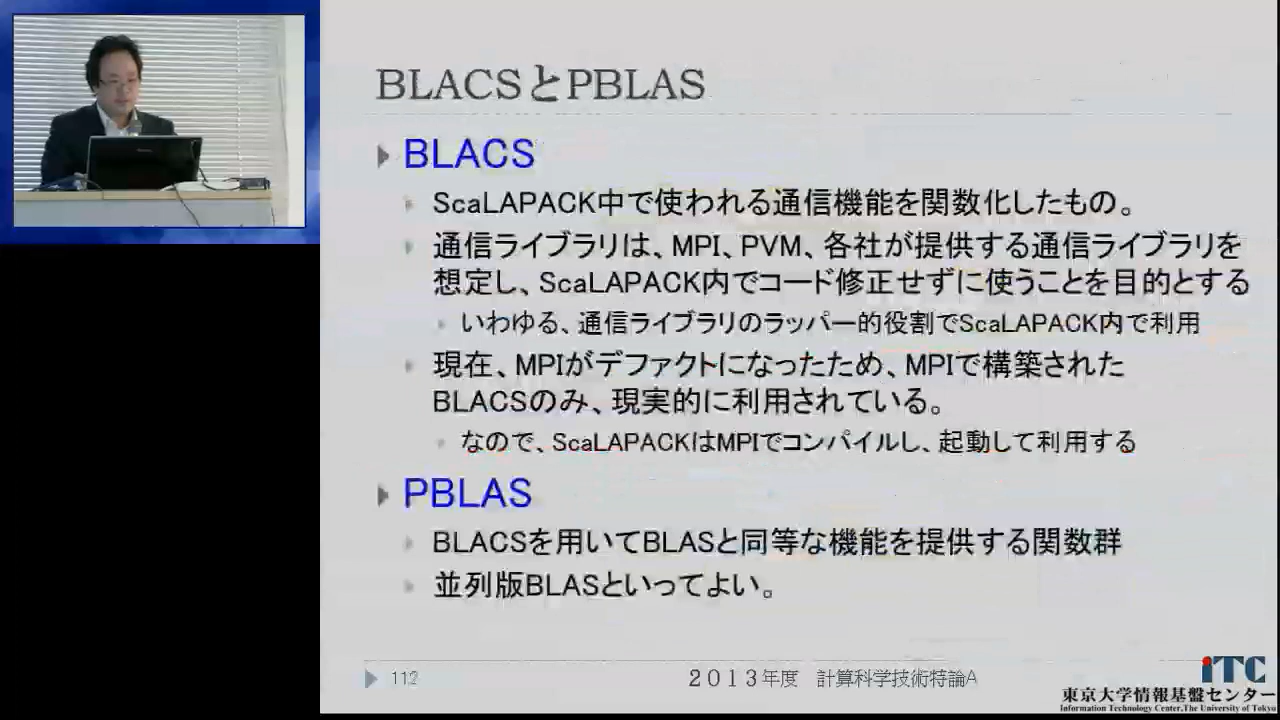 BLACSとPBLAS
BLACS
ScaLAPACK中で使われる通信機能を関数化したもの。
通信ライブラリは、MPI、PVM、各社が提供する通信ライブラリを
想定し、ScaLAPACK内でコード修正せずに使うことを目的とする
いわゆる、通信ライブラリのラッパー的役割でScaLAPACK内で利用
現在、MPIがデファクトになったため、MPIで構築された
BLACSのみ、現実的に利用されている。
なので、ScaLAPACKはMPIでコンパイルし、起動して利用する
PBLAS
BLACSを用いてBLASと同等な機能を提供する関数群
並列版BLASといってよい。
112
２０１３年度　計算科学技術特論A
iTC
東京大学情報基盤センター
Information Technology Center,The University of Tokyo